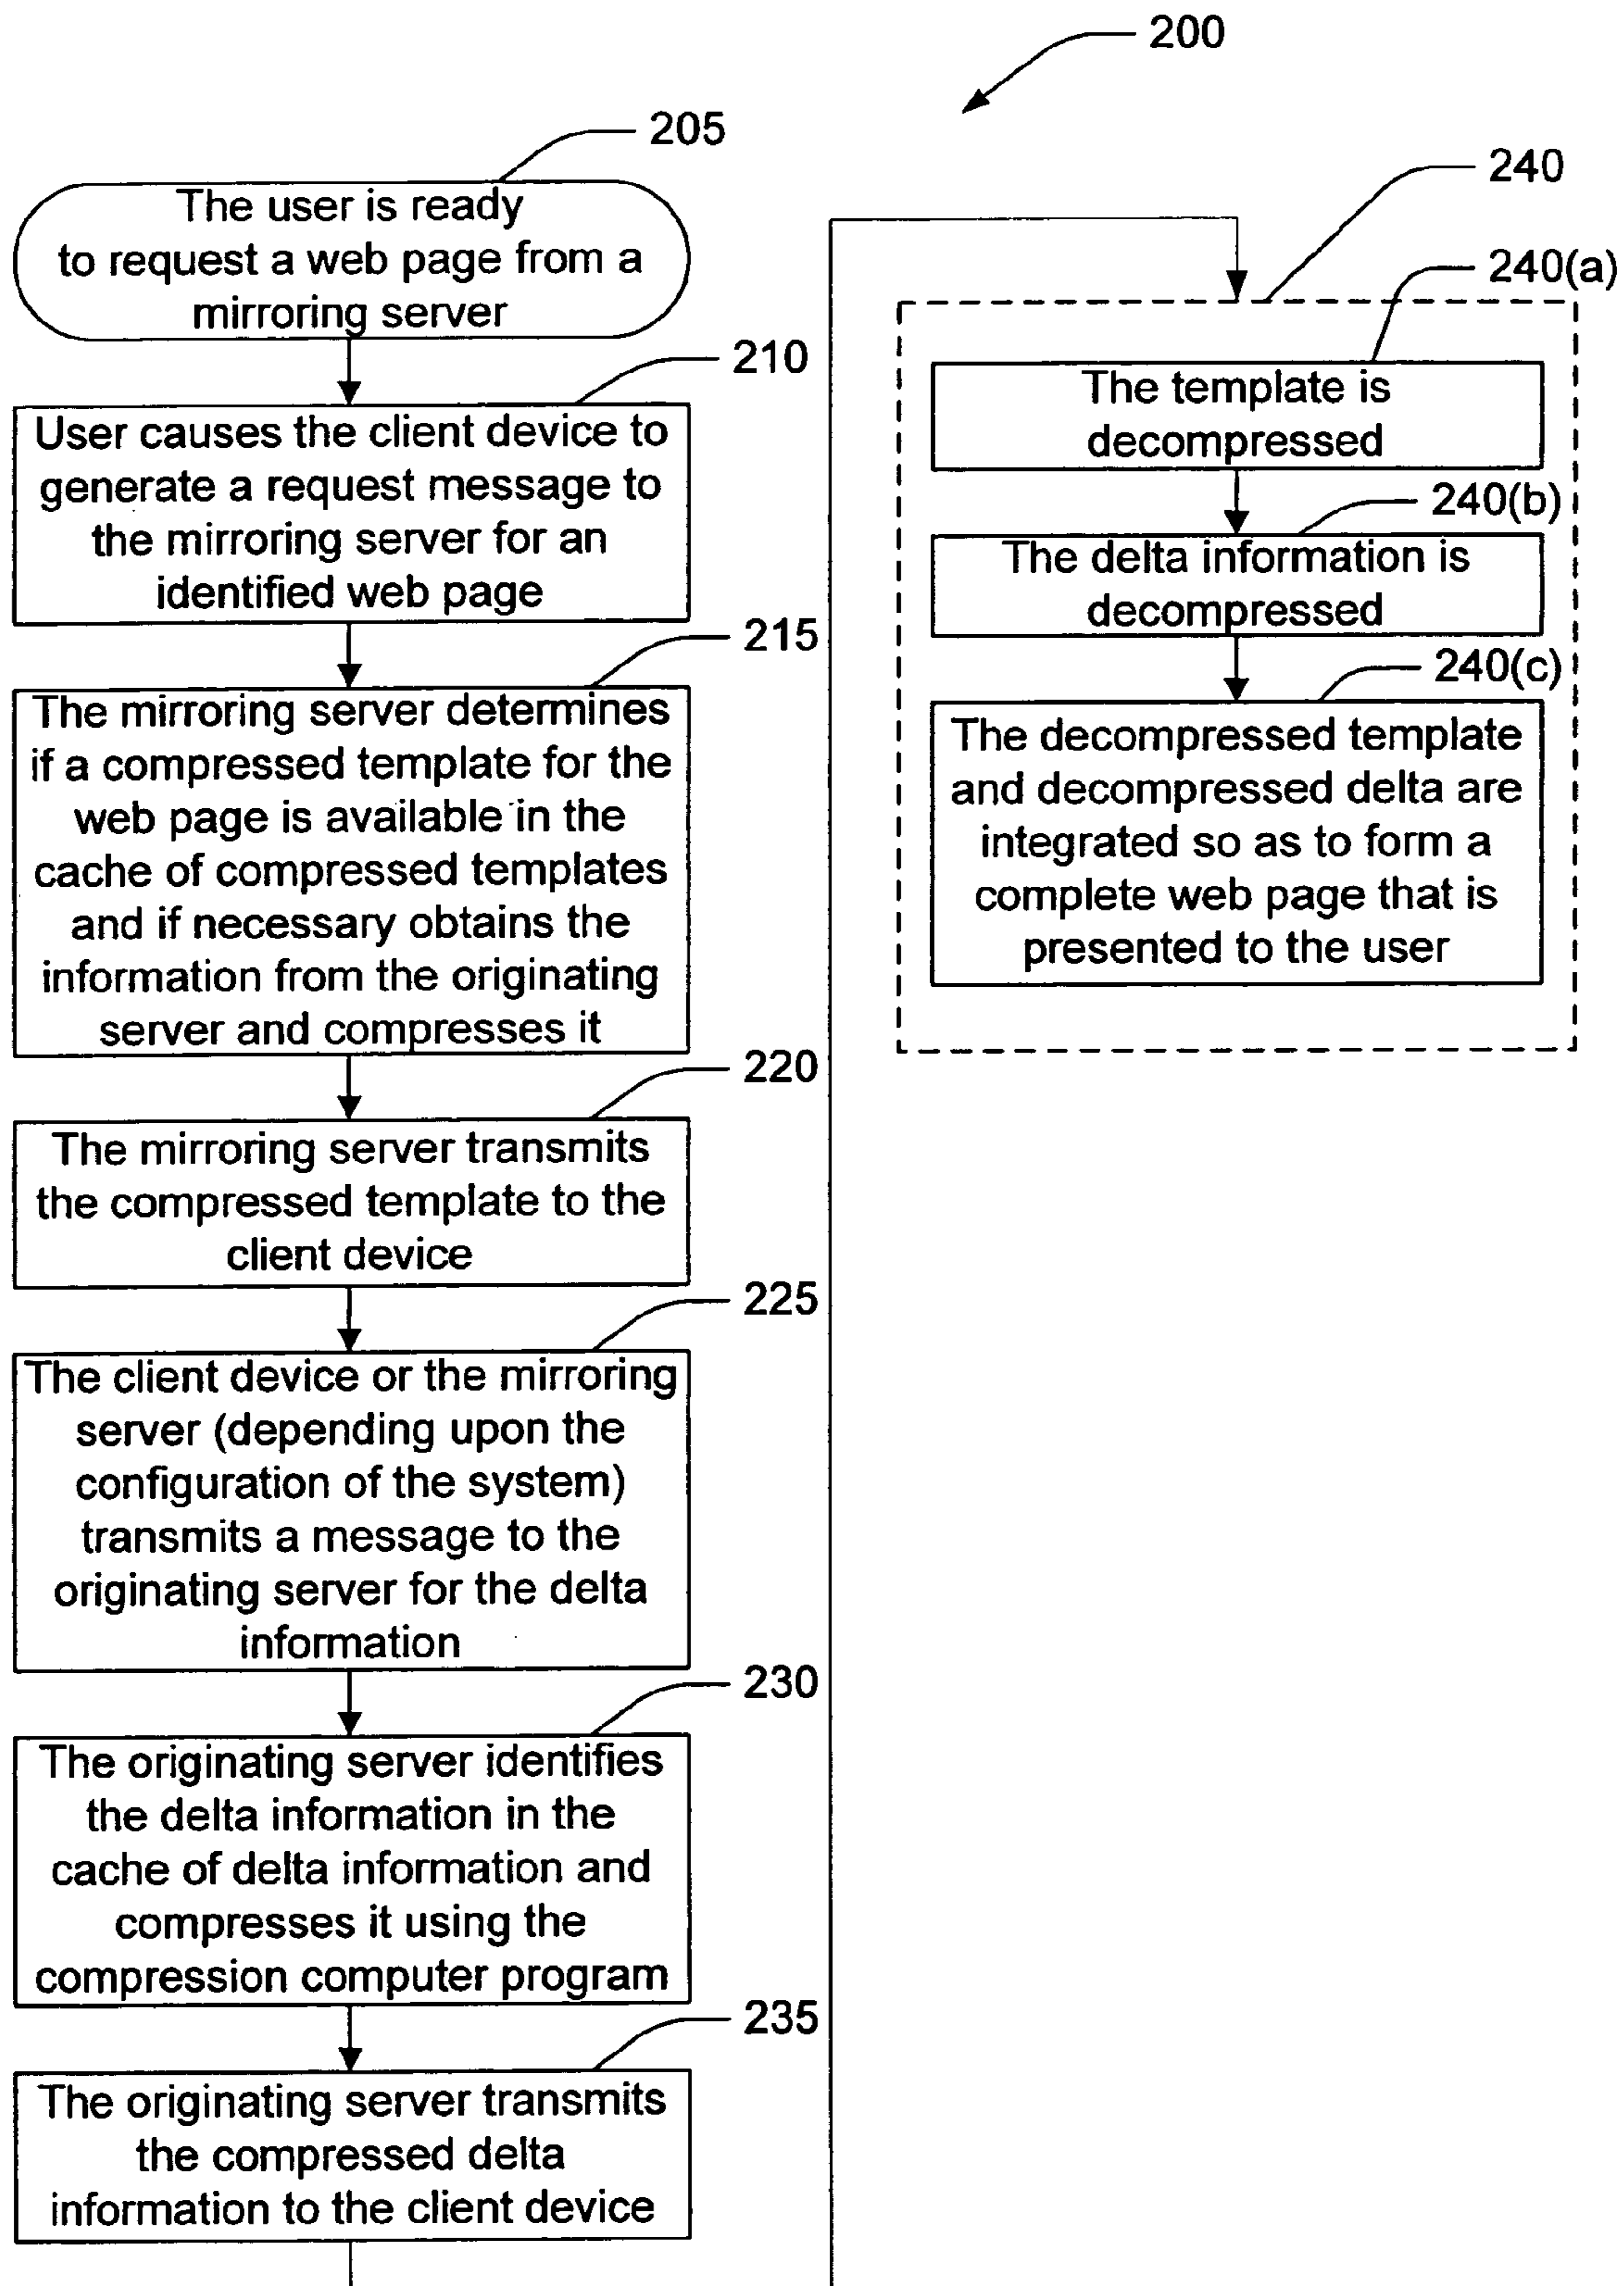 200
205
The user is ready
to request a web page from a
mirroring server
210
User causes the client device to
generate a request message to
the mirroring server for an
identified web page
215
The mirroring server determines
if a compressed template for the
web page is available in the
cache of compressed templates
and if necessary obtains the
information from the originating
server and compresses it
220
The mirroring server transmits
the compressed template to the
client device
225
The client device or the mirroring
server (depending upon the
configuration of the system)
transmits a message to the
originating server for the delta
information
230
The originating server identifies
the delta information in the
cache of delta information and
compresses it using the
compression computer program
235
The originating server transmits
the compressed delta
information to the client device
240
240(a)
The template is
decompressed
240(b)
The delta information is
decompressed
240(c)
The decompressed template
and decompressed delta are
integrated so as to form a
complete web page that is
presented to the user